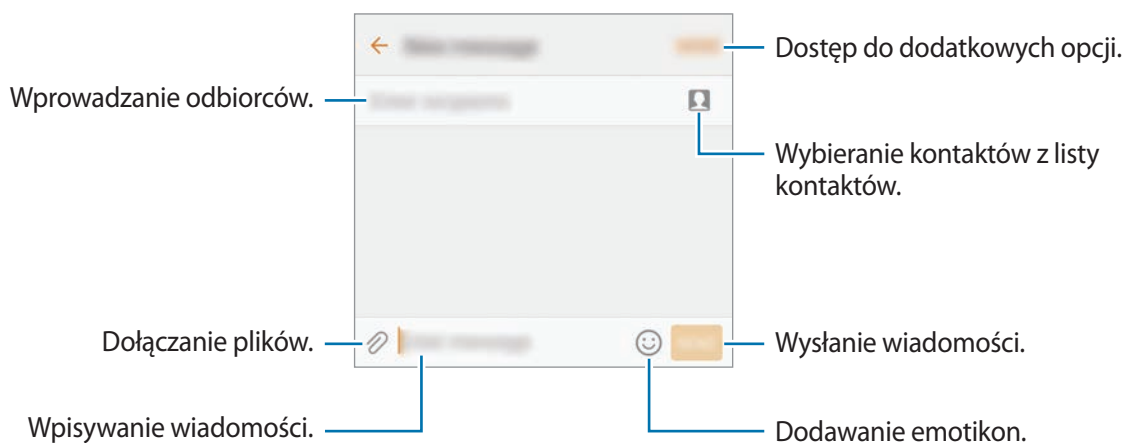 Dostęp do dodatkowych opcji.
Wprowadzanie odbiorców.
Wybieranie kontaktów z listy
kontaktów.
Dołączanie plików.
Wysłanie wiadomości.
Wpisywanie wiadomości.
Dodawanie emotikon.